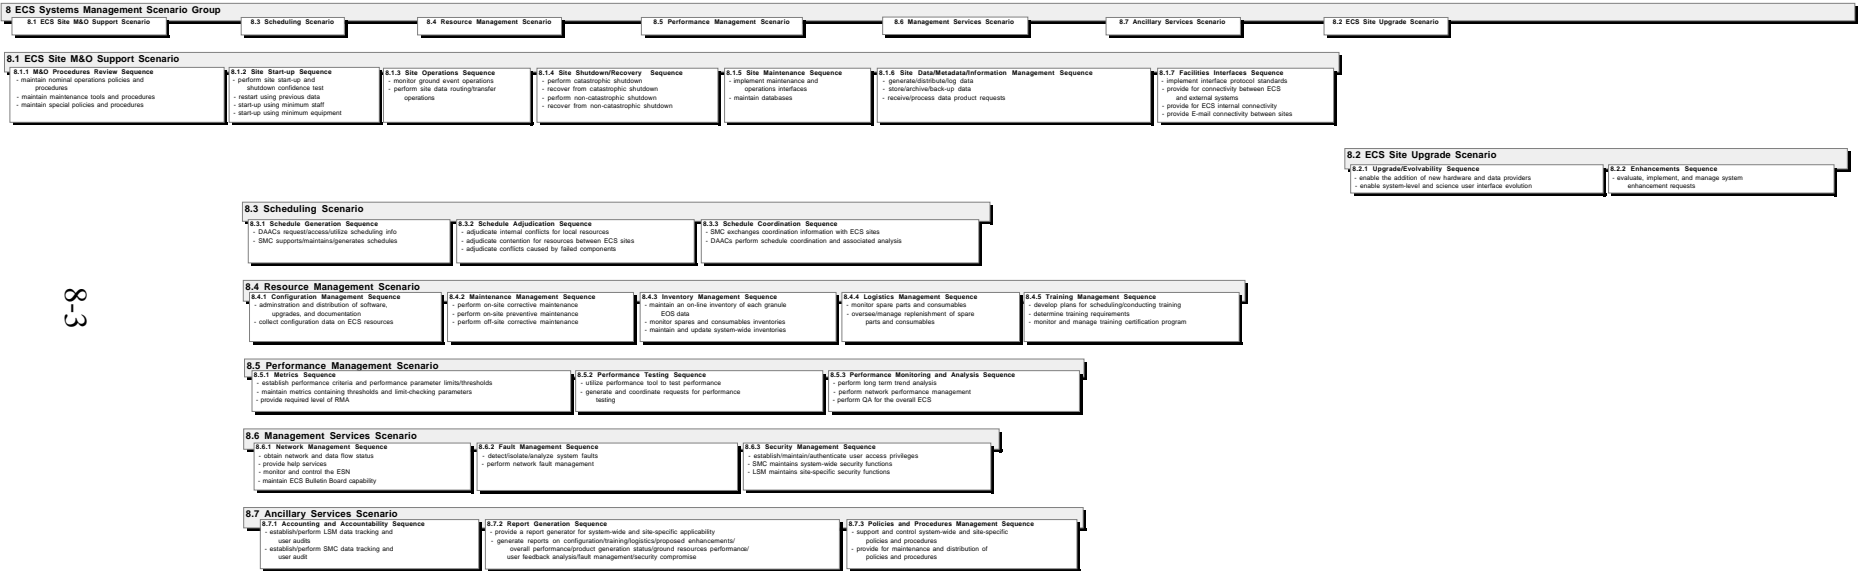 8 ECS Systems Management Scenario Group
8.1 ECS Site M&O Support Scenario
8.3 Scheduling Scenario
8.4 Resource Management Scenario
8.5 Performance Management Scenario
8.6 Management Services Scenario
8.7 Ancillary Services Scenario
8.2 ECS Site Upgrade Scenario
8.1 ECS Site M&O Support Scenario
8.1.1 M&O Procedures Review Sequence
- maintain nominal operations policies and
procedures
- maintain maintenance tools and procedures
- maintain special policies and procedures
8.1.2 Site Start-up Sequence
- perform site start-up and
shutdown confidence test
- restart using previous data
- start-up using minimum staff
- start-up using minimum equipment
8.1.3 Site Operations Sequence
- monitor ground event operations
- perform site data routing/transfer
operations
8.1.4 Site Shutdown/Recovery Sequence
- perform catastrophic shutdown
- recover from catastrophic shutdown
- perform non-catastrophic shutdown
- recover from non-catastrophic shutdown
8.1.5 Site Maintenance Sequence
- implement maintenance and
operations interfaces
- maintain databases
8.1.6 Site Data/Metadata/Information Management Sequence
- generate/distribute/log data
- store/archive/back-up data
- receive/process data product requests
8.1.7 Facilities Interfaces Sequence
- implement interface protocol standards
- provide for connectivity between ECS
and external systems
- provide for ECS internal connectivity
- provide E-mail connectivity between sites
8.2 ECS Site Upgrade Scenario
8.2.1 Upgrade/Evolvability Sequence
- enable the addition of new hardware and data providers
- enable system-level and science user interface evolution
8.2.2 Enhancements Sequence
- evaluate, implement, and manage system
enhancement requests
8.3 Scheduling Scenario
8.3.1 Schedule Generation Sequence
- DAACs request/access/utilize scheduling info
- SMC supports/maintains/generates schedules
8.3.2 Schedule Adjudication Sequence
- adjudicate internal conflicts for local resources
- adjudicate contention for resources between ECS sites
- adjudicate conflicts caused by failed components
8.3.3 Schedule Coordination Sequence
- SMC exchanges coordination information with ECS sites
- DAACs perform schedule coordination and associated analysis
8-3
8.4 Resource Management Scenario
8.4.1 Configuration Management Sequence
- adminstration and distribution of software,
upgrades, and documentation
- collect configuration data on ECS resources
8.4.2 Maintenance Management Sequence
- perform on-site corrective maintenance
- perform on-site preventive maintenance
- perform off-site corrective maintenance
8.4.3 Inventory Management Sequence
- maintain an on-line inventory of each granule
EOS data
- monitor spares and consumables inventories
- maintain and update system-wide inventories
8.4.4 Logistics Management Sequence
- monitor spare parts and consumables
- oversee/manage replenishment of spare
parts and consumables
8.4.5 Training Management Sequence
- develop plans for scheduling/conducting training
- determine training requirements
- monitor and manage training certification program
8.5 Performance Management Scenario
8.5.1 Metrics Sequence
- establish performance criteria and performance parameter limits/thresholds
- maintain metrics containing thresholds and limit-checking parameters
- provide required level of RMA
8.5.2 Performance Testing Sequence
- utilize performance tool to test performance
- generate and coordinate requests for performance
testing
8.5.3 Performance Monitoring and Analysis Sequence
- perform long term trend analysis
- perform network performance management
- perform QA for the overall ECS
8.6 Management Services Scenario
8.6.1 Network Management Sequence
- obtain network and data flow status
- provide help services
- monitor and control the ESN
- maintain ECS Bulletin Board capability
8.6.2 Fault Management Sequence
- detect/isolate/analyze system faults
- perform network fault management
8.6.3 Security Management Sequence
- establish/maintain/authenticate user access privileges
- SMC maintains system-wide security functions
- LSM maintains site-specific security functions
8.7 Ancillary Services Scenario
8.7.1 Accounting and Accountability Sequence
- establish/perform LSM data tracking and
user audits
- establish/perform SMC data tracking and
user audit
8.7.2 Report Generation Sequence
- provide a report generator for system-wide and site-specific applicability
- generate reports on configuration/training/logistics/proposed enhancements/
overall performance/product generation status/ground resources performance/
user feedback analysis/fault management/security compromise
8.7.3 Policies and Procedures Management Sequence
- support and control system-wide and site-specific
policies and procedures
- provide for maintenance and distribution of
policies and procedures